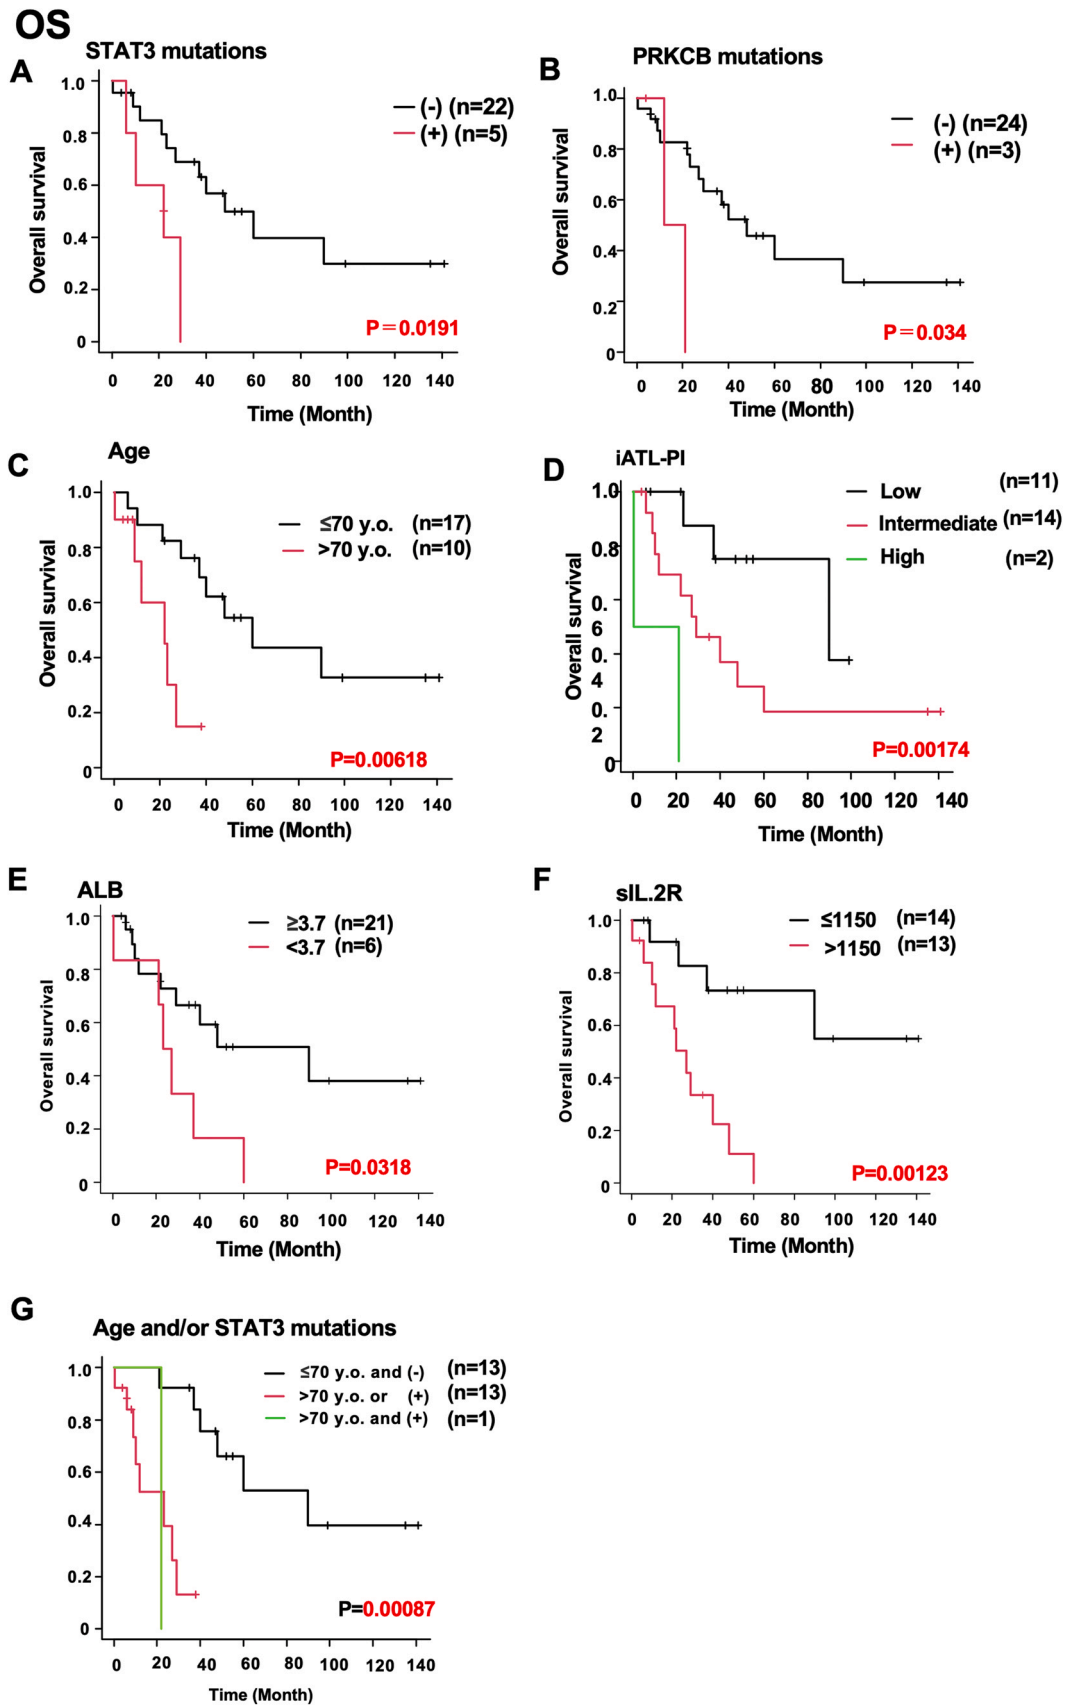 OS
A
STAT3 mutations
(-) (n=22)
(+) (n=5)
Overall survival
1.0
0.8
0.6
0.4
0.2
0
P=0.0191
0 20 40 60 80 100 120 140
Time (Month)
B
PRKCB mutations
(-) (n=24)
(+) (n=3)
Overall survival
1.0
0.8
0.6
0.4
0.2
0
P=0.034
0 20 40 60 80 100 120 140
Time (Month)
C
Age
≤70 y.o. (n=17)
>70 y.o. (n=10)
Overall survival
1.0
0.8
0.6
0.4
0.2
0
P=0.00618
0 20 40 60 80 100 120 140
Time (Month)
D
iATL-PI
Low (n=11)
Intermediate (n=14)
High (n=2)
Overall survival
1.0
0.8
0.
6
0.
4
0.
2
0
P=0.00174
0 20 40 60 80 100 120 140
Time (Month)
E
ALB
≥3.7 (n=21)
<3.7 (n=6)
Overall survival
1.0
0.8
0.6
0.4
0.2
0
P=0.0318
0 20 40 60 80 100 120 140
Time (Month)
F
sIL.2R
≤1150 (n=14)
>1150 (n=13)
Overall survival
1.0
0.8
0.6
0.4
0.2
0
P=0.00123
0 20 40 60 80 100 120 140
Time (Month)
G
Age and/or STAT3 mutations
≤70 y.o. and (-) (n=13)
>70 y.o. or (+) (n=13)
>70 y.o. and (+) (n=1)
Overall survival
1.0
0.8
0.6
0.4
0.2
0
P=0.00087
0 20 40 60 80 100 120 140
Time (Month)